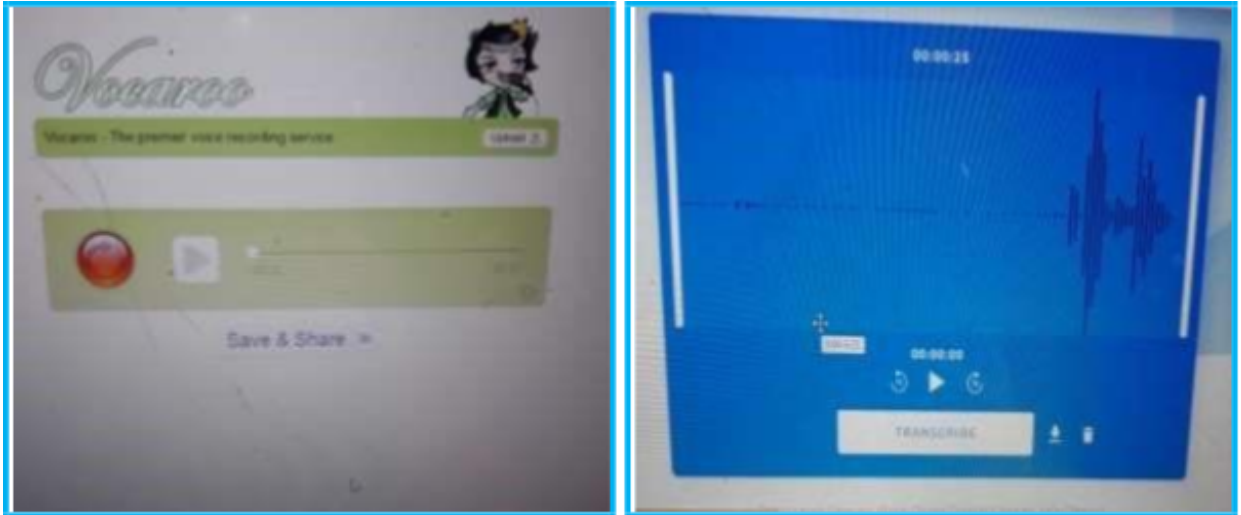 Vocaroo
Vocaroo - The premier voice recording service
Save & Share »
00:00:25
00:00:00
TRANSCRIBE